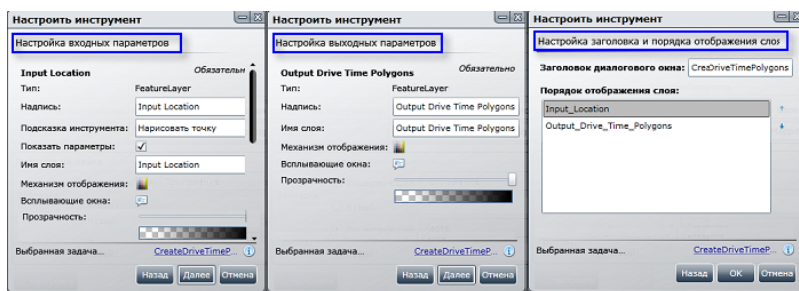 Настроить инструмент
Настройка входных параметров
Input Location
Обязательн
Тип:
FeatureLayer
Надпись:
Input Location
Подсказка инструмента:
Нарисовать точку
Показать параметры:
Имя слоя:
Input Location
Механизм отображения:
Всплывающие окна:
Прозрачность:
Выбранная задача...
CreateDriveTimeP...
Назад
Далее
Отмена
Настроить инструмент
Настройка выходных параметров
Output Drive Time Polygons
Обязательно
Тип:
FeatureLayer
Надпись:
Output Drive Time Polygons
Имя слоя:
Output Drive Time Polygons
Механизм отображения:
Всплывающие окна:
Прозрачность:
Выбранная задача...
CreateDriveTimeP...
Назад
Далее
Отмена
Настроить инструмент
Настройка заголовка и порядка отображения слоя
Заголовок диалогового окна:
CreaDriveTimePolygons
Порядок отображения слоя:
Input_Location
Output_Drive_Time_Polygons
Выбранная задача...
CreateDriveTimeP...
Назад
OK
Отмена